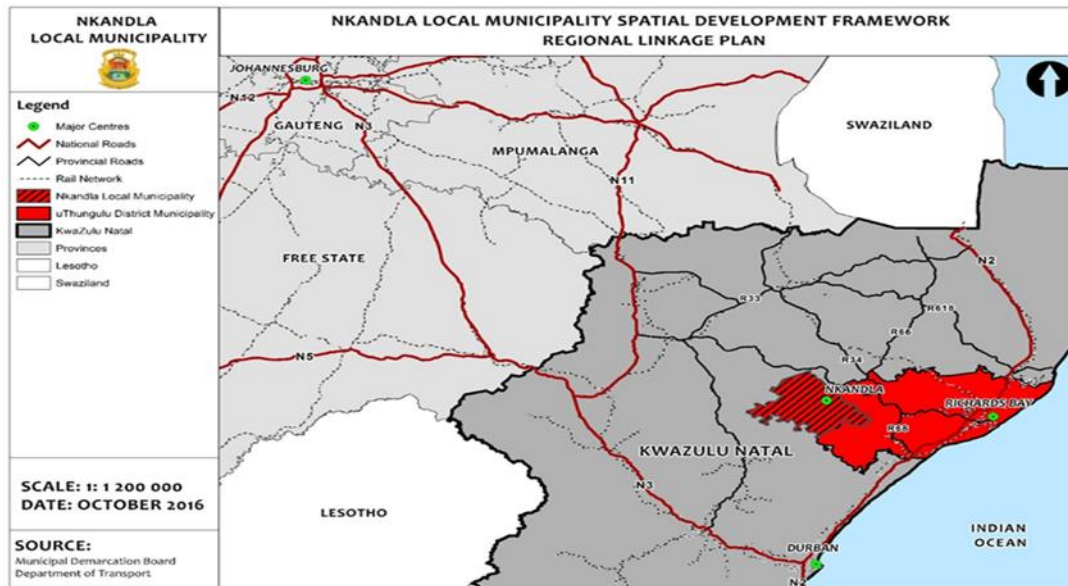 NKANDLA
LOCAL MUNICIPALITY
NKANDLA LOCAL MUNICIPALITY SPATIAL DEVELOPMENT FRAMEWORK
REGIONAL LINKAGE PLAN
Legend
Major Centres
National Roads
Provincial Roads
Rail Network
Nkandla Local Municipality
uThungulu District Municipality
KwaZulu Natal
Provinces
Lesotho
Swaziland
SCALE: 1: 1 200 000
DATE: OCTOBER 2016
SOURCE:
Municipal Demarcation Board
Department of Transport
JOHANNESBURG
N12
GAUTENG
N3
MPUMALANGA
SWAZILAND
N11
FREE STATE
N2
R33
R618
R66
R34
N5
NKANDLA
RICHARDS BAY
R68
KWAZULU NATAL
N3
LESOTHO
INDIAN
OCEAN
DURBAN
N2